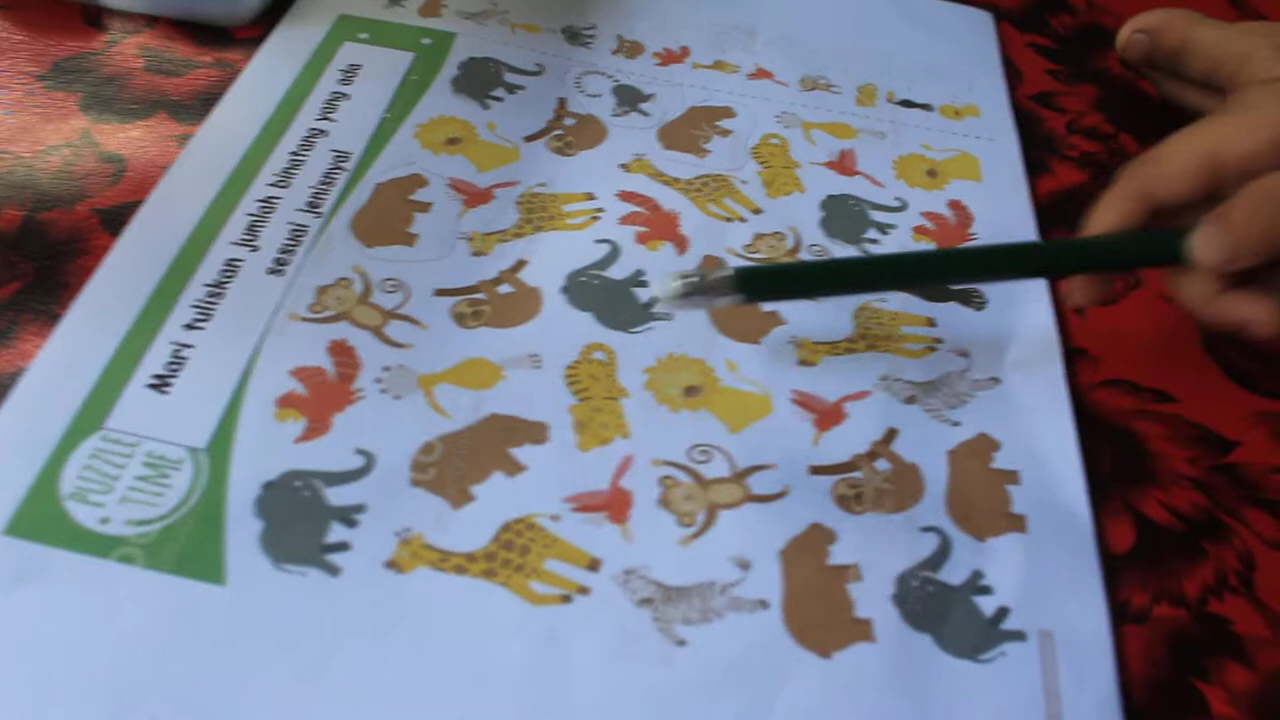 Mari tuliskan jumlah binatang yang ada
sesuai jenisnya!
PUZZLE
TIME